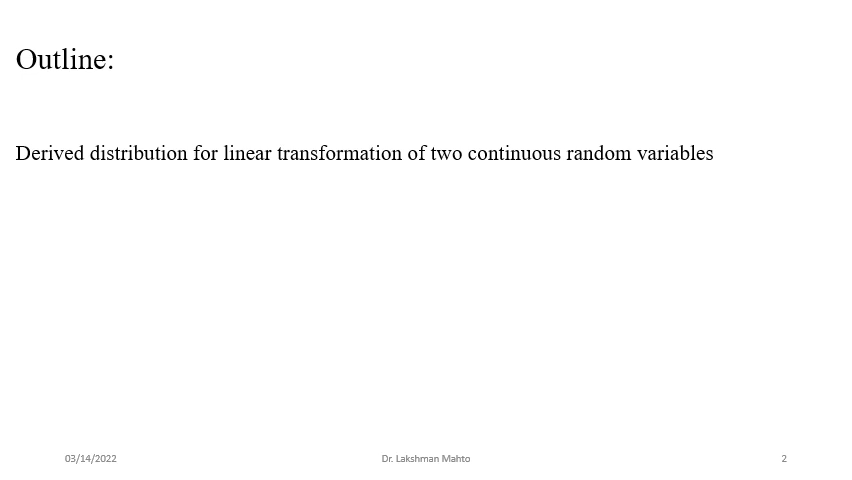 Outline:
Derived distribution for linear transformation of two continuous random variables
03/14/2022
Dr. Lakshman Mahto
2